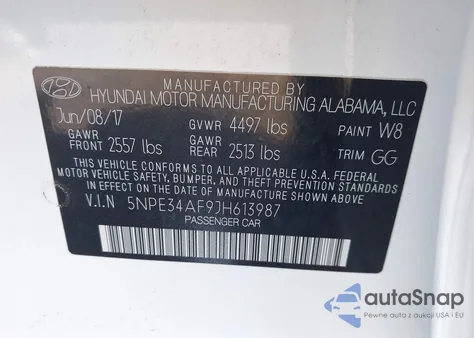 MANUFACTURED BY
HYUNDAI MOTOR MANUFACTURING ALABAMA, LLC
Jun/08/17 GVWR 4497 lbs PAINT W8
GAWR FRONT 2557 lbs GAWR REAR 2513 lbs TRIM GG
THIS VEHICLE CONFORMS TO ALL APPLICABLE U.S.A. FEDERAL
MOTOR VEHICLE SAFETY, BUMPER, AND THEFT PREVENTION
STANDARDS IN EFFECT ON THE DATE OF MANUFACTURE SHOWN ABOVE
V.I.N 5NPE34AF9JH613987
PASSENGER CAR
autoSnap
Pewne auta z aukcji USA i EU